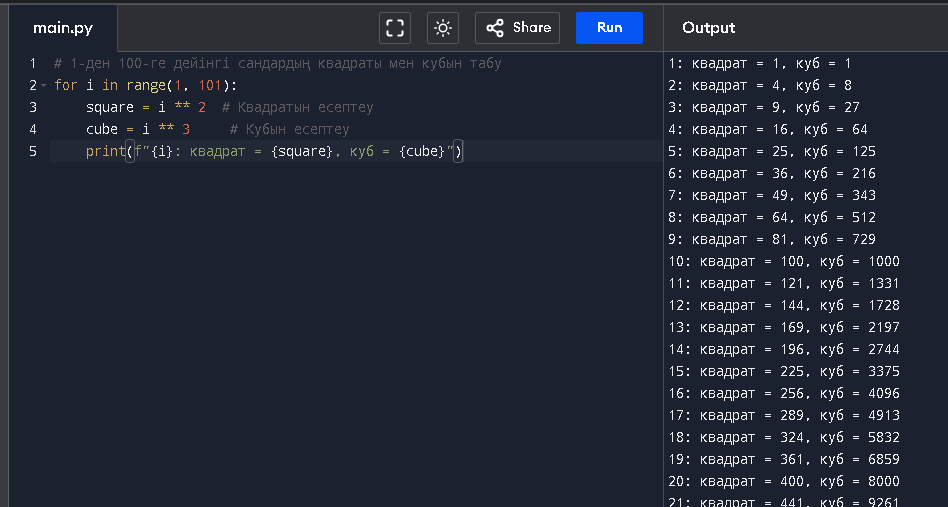 main.py
Share
Run
Output
1 # 1-ден 100-ге дейінгі сандардың квадраты мен кубын табу
2 for i in range(1, 101):
3 square = i ** 2 # Квадратын есептеу
4 cube = i ** 3 # Кубын есептеу
5 print(f"{i}: квадрат = {square}, куб = {cube}")
1: квадрат = 1, куб = 1
2: квадрат = 4, куб = 8
3: квадрат = 9, куб = 27
4: квадрат = 16, куб = 64
5: квадрат = 25, куб = 125
6: квадрат = 36, куб = 216
7: квадрат = 49, куб = 343
8: квадрат = 64, куб = 512
9: квадрат = 81, куб = 729
10: квадрат = 100, куб = 1000
11: квадрат = 121, куб = 1331
12: квадрат = 144, куб = 1728
13: квадрат = 169, куб = 2197
14: квадрат = 196, куб = 2744
15: квадрат = 225, куб = 3375
16: квадрат = 256, куб = 4096
17: квадрат = 289, куб = 4913
18: квадрат = 324, куб = 5832
19: квадрат = 361, куб = 6859
20: квадрат = 400, куб = 8000
21: квадрат = 441, куб = 9261